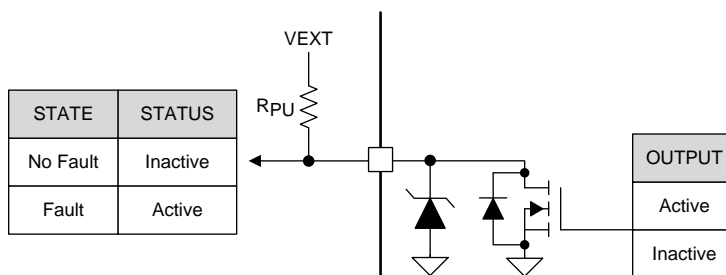 VEXT
RPU
STATE STATUS
No Fault Inactive
Fault Active
OUTPUT
Active
Inactive